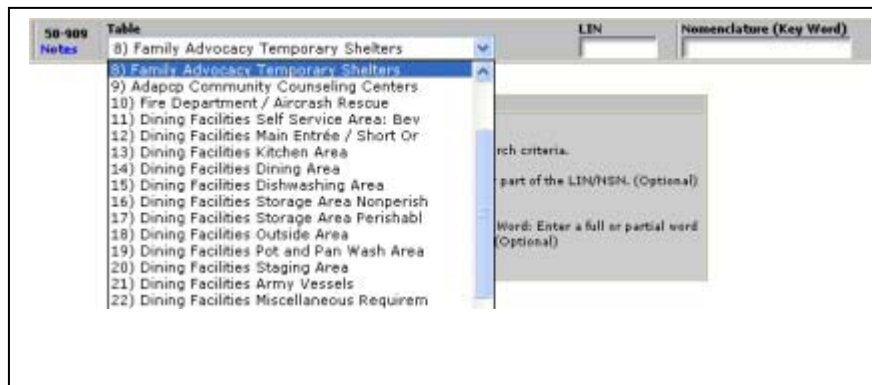 50-909 Table LIN Nomenclature (Key Word)
Notes 8) Family Advocacy Temporary Shelters
8) Family Advocacy Temporary Shelters
9) Adapcp Community Counseling Centers
10) Fire Department / Aircrash Rescue
11) Dining Facilities Self Service Area: Bev
12) Dining Facilities Main Entrée / Short Or
13) Dining Facilities Kitchen Area
rch criteria.
14) Dining Facilities Dining Area
15) Dining Facilities Dishwashing Area
part of the LIN/NSN. (Optional)
16) Dining Facilities Storage Area Nonperish
17) Dining Facilities Storage Area Perishabl
18) Dining Facilities Outside Area
Word: Enter a full or partial word
19) Dining Facilities Pot and Pan Wash Area
(Optional)
20) Dining Facilities Staging Area
21) Dining Facilities Army Vessels
22) Dining Facilities Miscellaneous Requirem